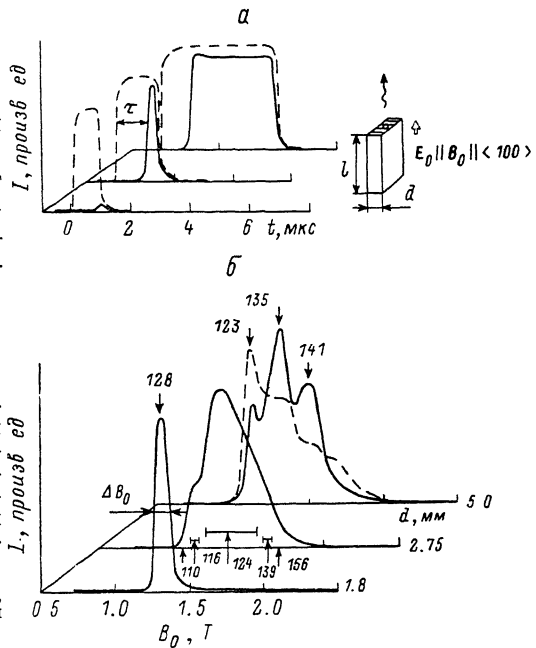 а
I, произв ед
τ
0 2 4 6 t, мкс
l
d
E₀ || B₀ || <100>
б
I, произв ед
135
123
141
128
ΔB₀
5 0
d, мм
2.75
110 116 124 139 156
1.8
0 5 1.0 1.5 2.0
B₀, T